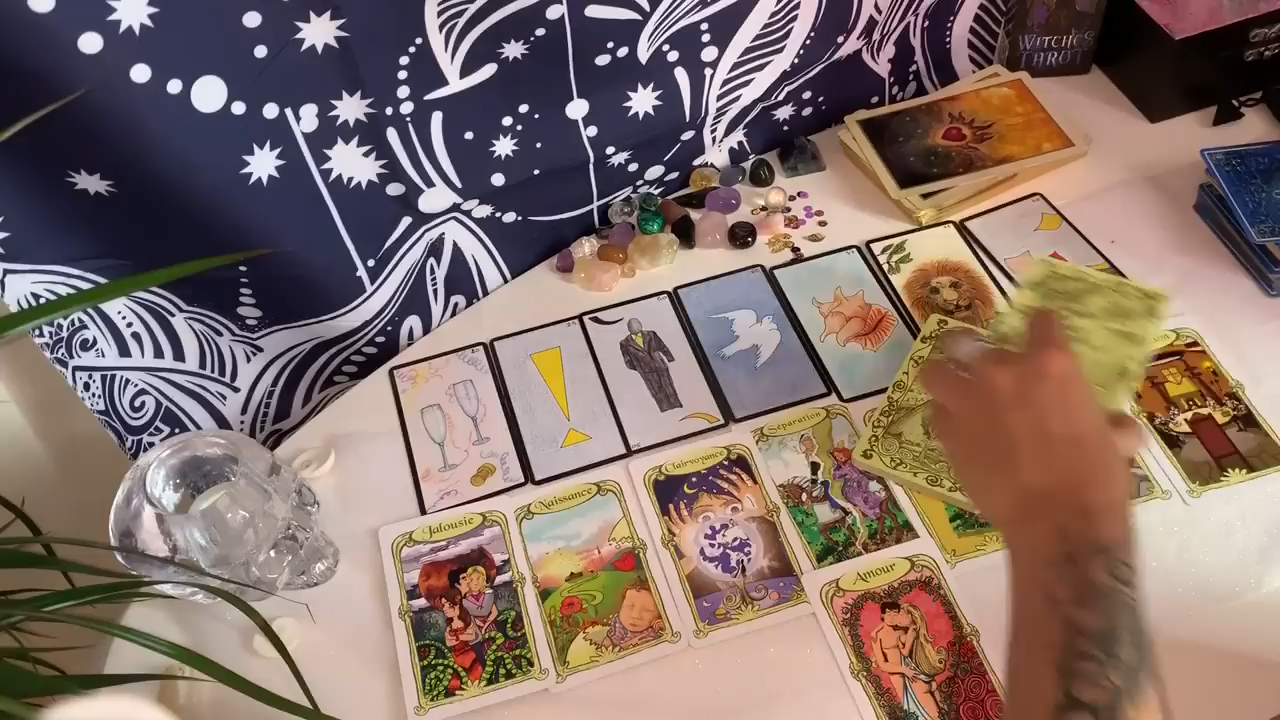 WITCHES
TAROT
Séparation
Clairvoyance
Naissance
Jalousie
Amour